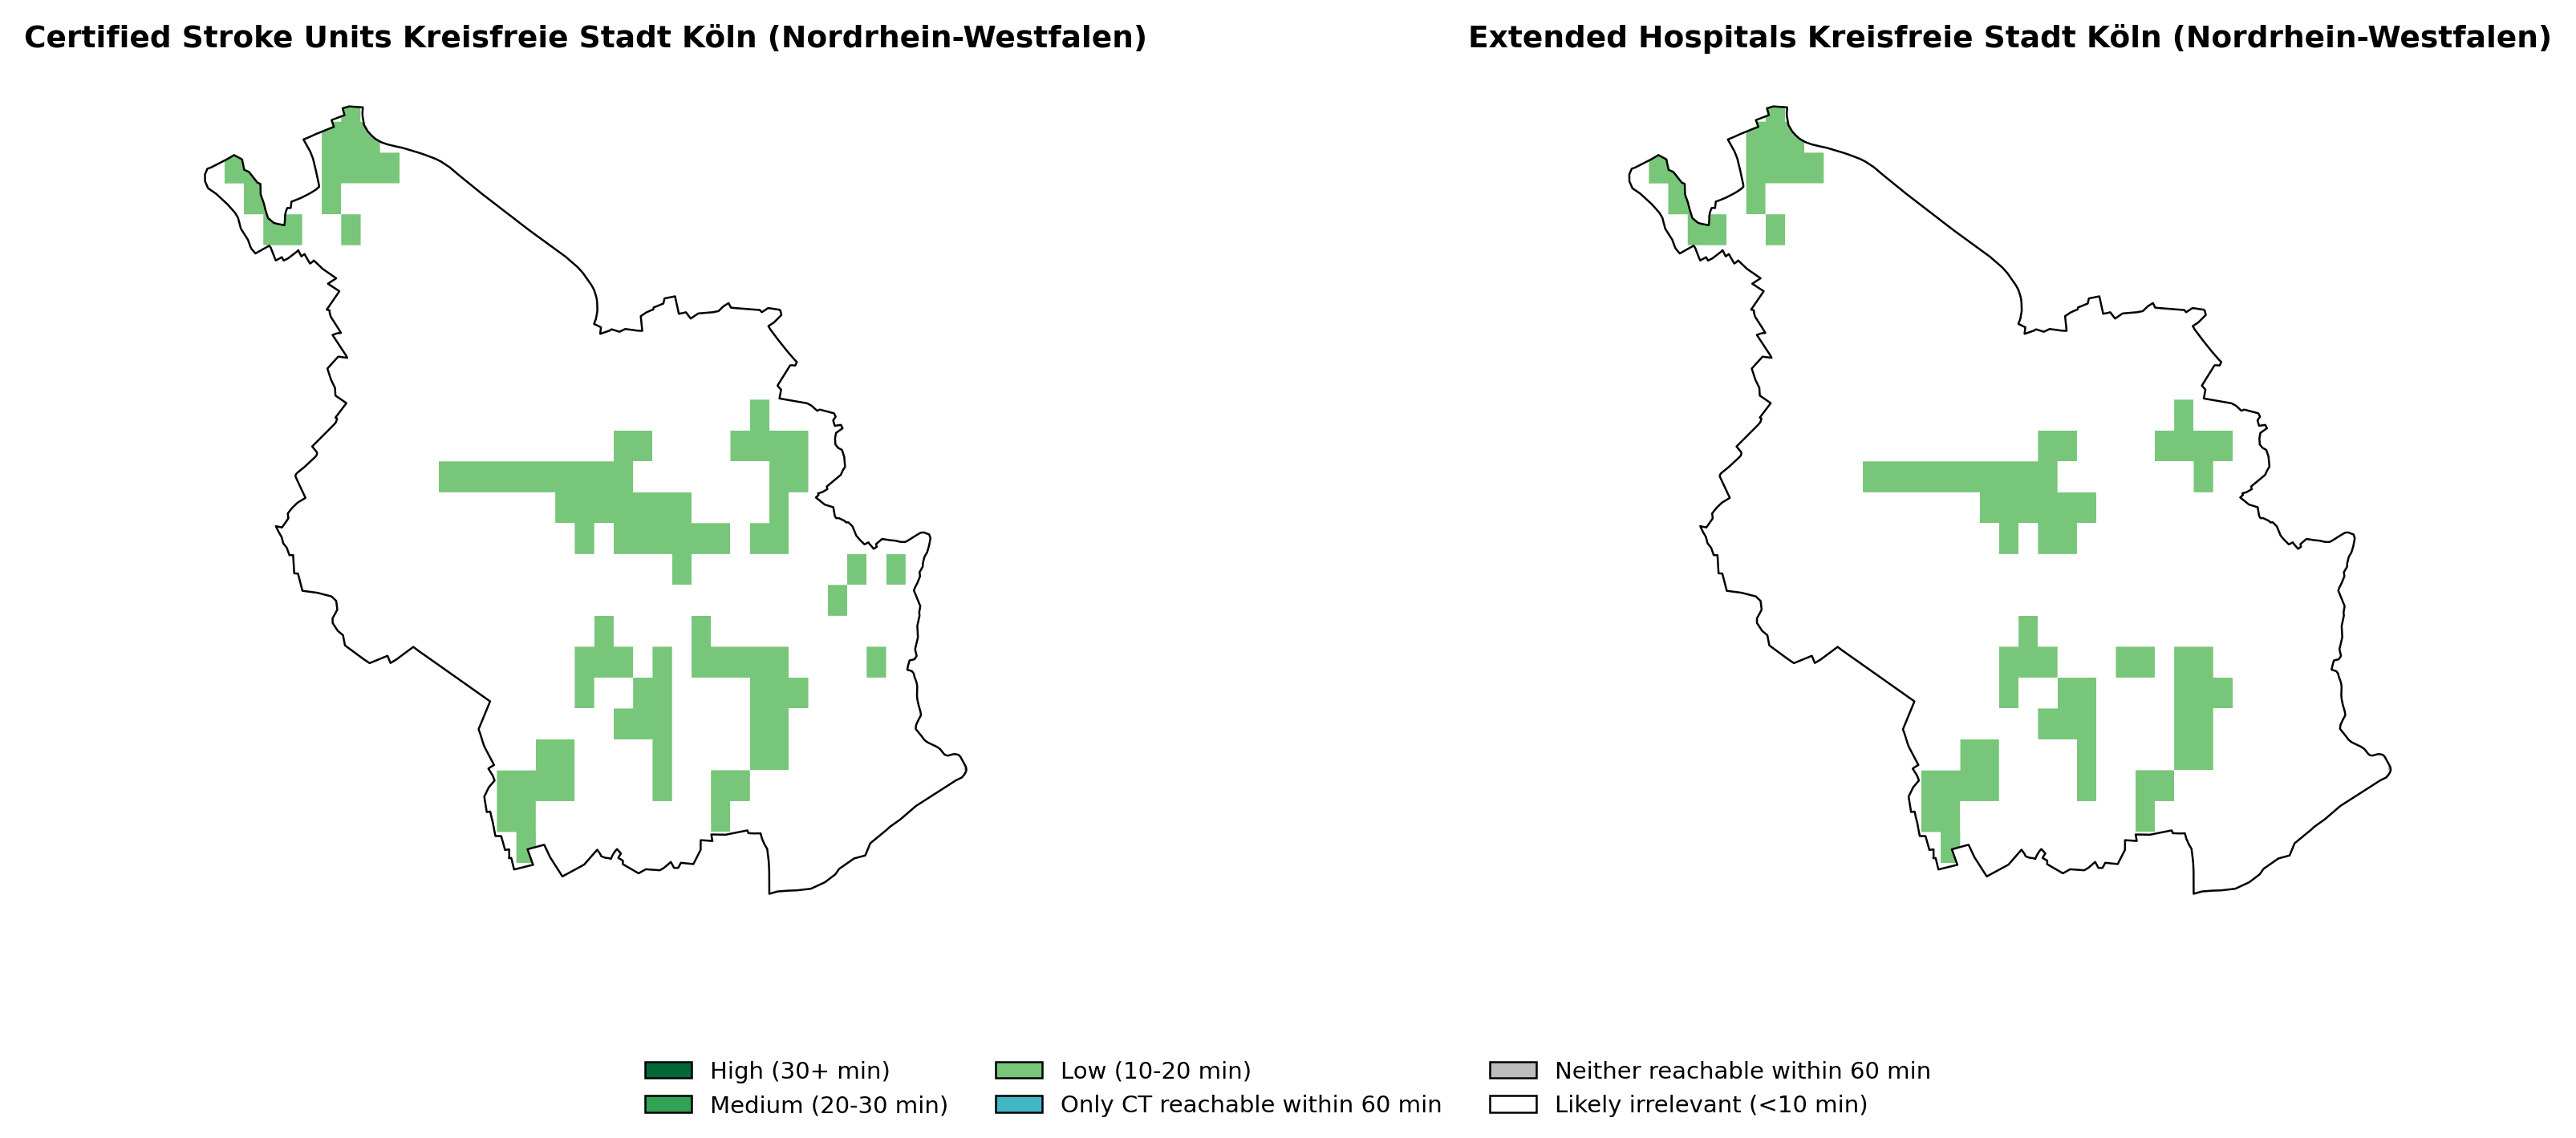 Certified Stroke Units Kreisfreie Stadt Köln (Nordrhein-Westfalen)
Extended Hospitals Kreisfreie Stadt Köln (Nordrhein-Westfalen)
High (30+ min)
Medium (20-30 min)
Low (10-20 min)
Only CT reachable within 60 min
Neither reachable within 60 min
Likely irrelevant (<10 min)